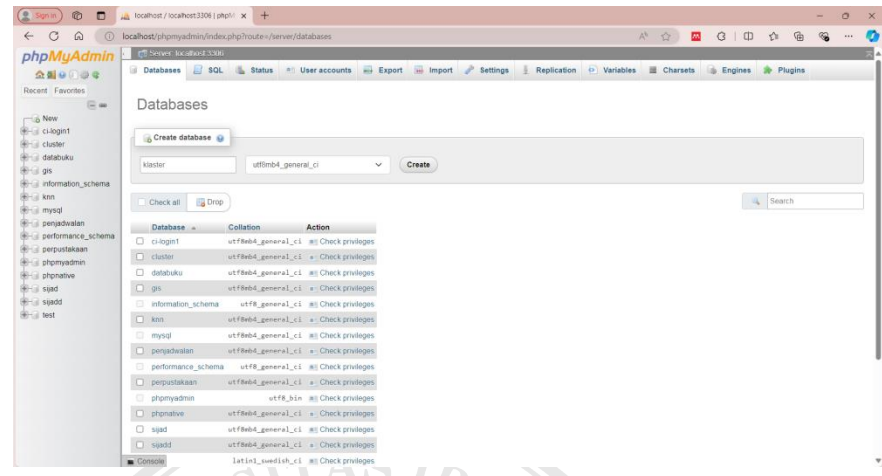 Sign in
localhost / localhost:3306 | phpM
localhost/phpmyadmin/index.php?route=/server/databases
phpMyAdmin
Recent Favorites
New
ci-login1
cluster
databuku
gis
information_schema
knn
mysql
penjadwalan
performance_schema
perpustakaan
phpmyadmin
phpnative
sijad
sijadd
test
Server: localhost:3306
Databases SQL Status User accounts Export Import Settings Replication Variables Charsets Engines Plugins
Databases
Create database
klaster utf8mb4_general_ci Create
Check all Drop Search
Database Collation Action
ci-login1 utf8mb4_general_ci Check privileges
cluster utf8mb4_general_ci Check privileges
databuku utf8mb4_general_ci Check privileges
gis utf8mb4_general_ci Check privileges
information_schema utf8_general_ci Check privileges
knn utf8mb4_general_ci Check privileges
mysql utf8mb4_general_ci Check privileges
penjadwalan utf8mb4_general_ci Check privileges
performance_schema utf8_general_ci Check privileges
perpustakaan utf8mb4_general_ci Check privileges
phpmyadmin utf8_bin Check privileges
phpnative utf8mb4_general_ci Check privileges
sijad utf8mb4_general_ci Check privileges
sijadd utf8mb4_general_ci Check privileges
Console latin1_swedish_ci Check privileges